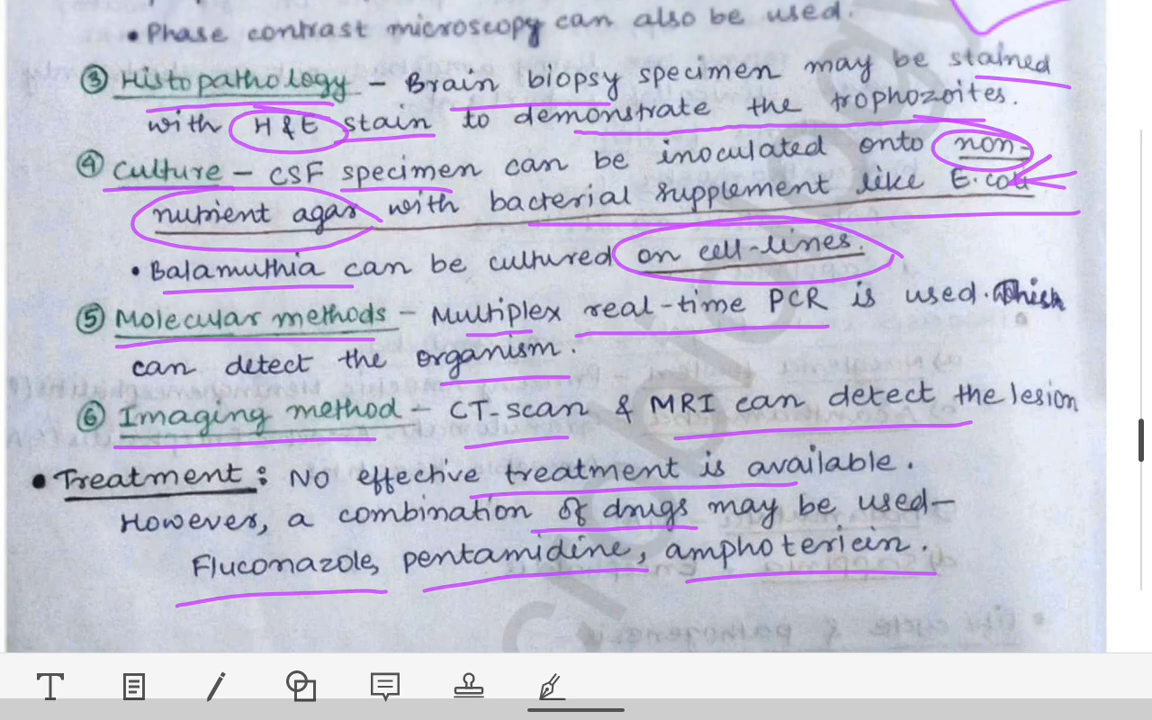 • Phase contrast microscopy can also be used.
③ Histopathology - Brain biopsy specimen may be stained
with H & E stain to demonstrate the trophozoites.
④ Culture - CSF specimen can be inoculated onto non-
nutrient agar with bacterial supplement like E.coli
• Balamuthia can be cultured on cell-lines.
⑤ Molecular methods - Multiplex real-time PCR is used. This
can detect the organism.
⑥ Imaging method - CT-scan & MRI can detect the lesion
• Treatment: No effective treatment is available.
However, a combination of drugs may be used-
Fluconazole, pentamidine, amphotericin.